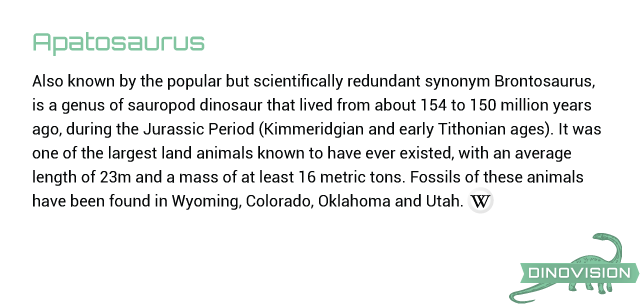 Apatosaurus
Also known by the popular but scientifically redundant synonym Brontosaurus,
is a genus of sauropod dinosaur that lived from about 154 to 150 million years
ago, during the Jurassic Period (Kimmeridgian and early Tithonian ages). It was
one of the largest land animals known to have ever existed, with an average
length of 23m and a mass of at least 16 metric tons. Fossils of these animals
have been found in Wyoming, Colorado, Oklahoma and Utah. W
DINOVISION